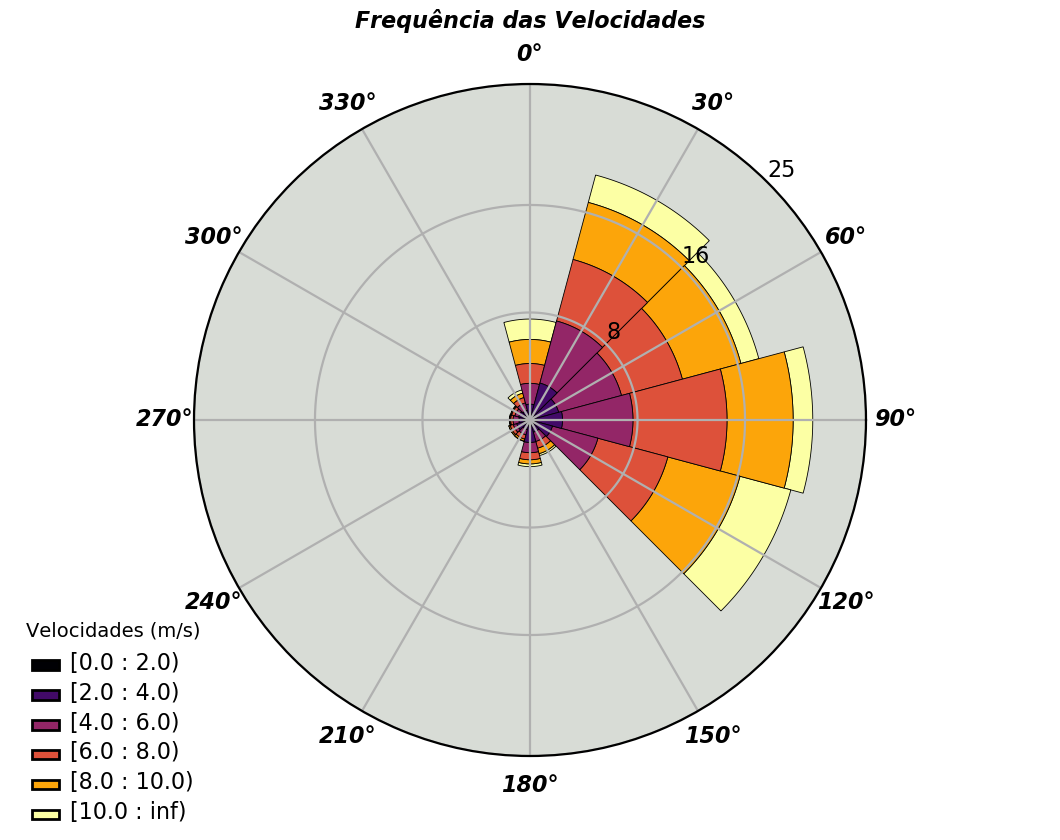 Frequência das Velocidades
0°
30°
60°
90°
120°
150°
180°
210°
240°
270°
300°
330°
8
16
25
Velocidades (m/s)
[0.0 : 2.0)
[2.0 : 4.0)
[4.0 : 6.0)
[6.0 : 8.0)
[8.0 : 10.0)
[10.0 : inf)